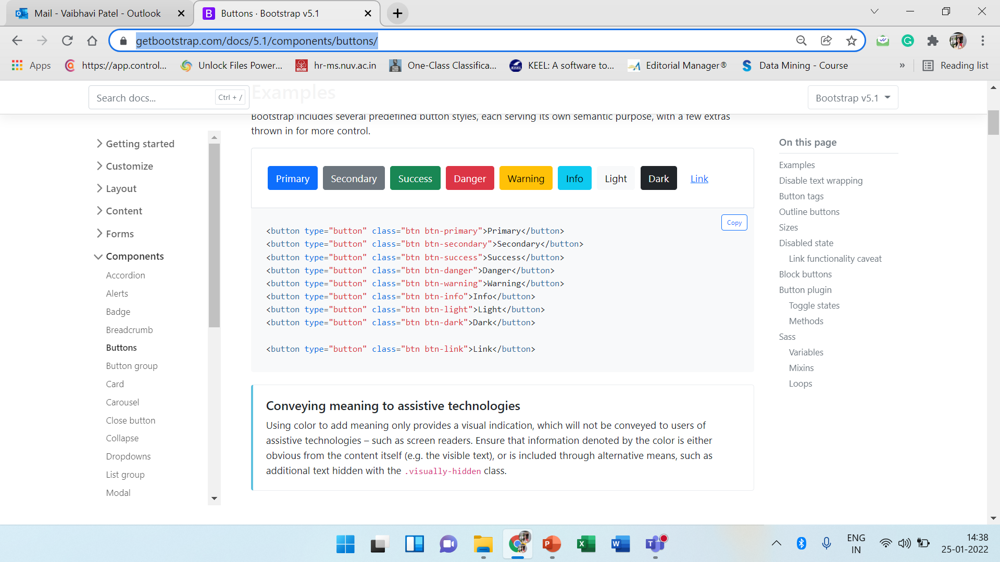 Mail - Vaibhavi Patel - Outlook
Buttons · Bootstrap v5.1
getbootstrap.com/docs/5.1/components/buttons/
Apps
https://app.control...
Unlock Files Power...
hr-ms.nuv.ac.in
One-Class Classifica...
KEEL: A software to...
Editorial Manager®
Data Mining - Course
»
Reading list
Search docs...
Ctrl + /
Examples
Bootstrap v5.1
Bootstrap includes several predefined button styles, each serving its own semantic purpose, with a few extras
thrown in for more control.
Getting started
Customize
Layout
Content
Forms
Components
Accordion
Alerts
Badge
Breadcrumb
Buttons
Button group
Card
Carousel
Close button
Collapse
Dropdowns
List group
Modal
Primary
Secondary
Success
Danger
Warning
Info
Light
Dark
Link
Copy
<button type="button" class="btn btn-primary">Primary</button>
<button type="button" class="btn btn-secondary">Secondary</button>
<button type="button" class="btn btn-success">Success</button>
<button type="button" class="btn btn-danger">Danger</button>
<button type="button" class="btn btn-warning">Warning</button>
<button type="button" class="btn btn-info">Info</button>
<button type="button" class="btn btn-light">Light</button>
<button type="button" class="btn btn-dark">Dark</button>
<button type="button" class="btn btn-link">Link</button>
Conveying meaning to assistive technologies
Using color to add meaning only provides a visual indication, which will not be conveyed to users of
assistive technologies – such as screen readers. Ensure that information denoted by the color is either
obvious from the content itself (e.g. the visible text), or is included through alternative means, such as
additional text hidden with the .visually-hidden class.
On this page
Examples
Disable text wrapping
Button tags
Outline buttons
Sizes
Disabled state
Link functionality caveat
Block buttons
Button plugin
Toggle states
Methods
Sass
Variables
Mixins
Loops
ENG
IN
14:38
25-01-2022